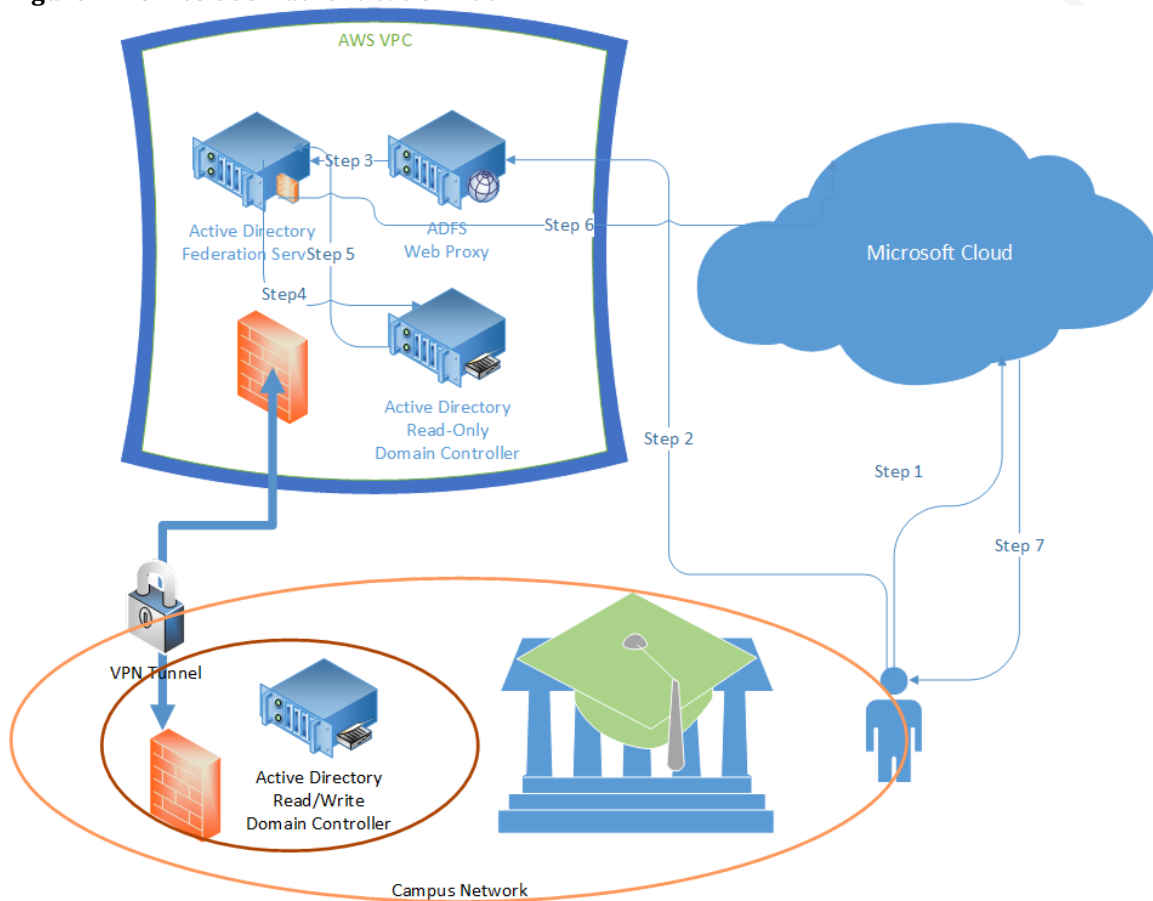 AWS VPC
Step 3
Active Directory
Federation Serv
ADFS
Web Proxy
Step 6
Step 5
Step4
Microsoft Cloud
Active Directory
Read-Only
Domain Controller
Step 2
Step 1
Step 7
VPN Tunnel
Active Directory
Read/Write
Domain Controller
Campus Network